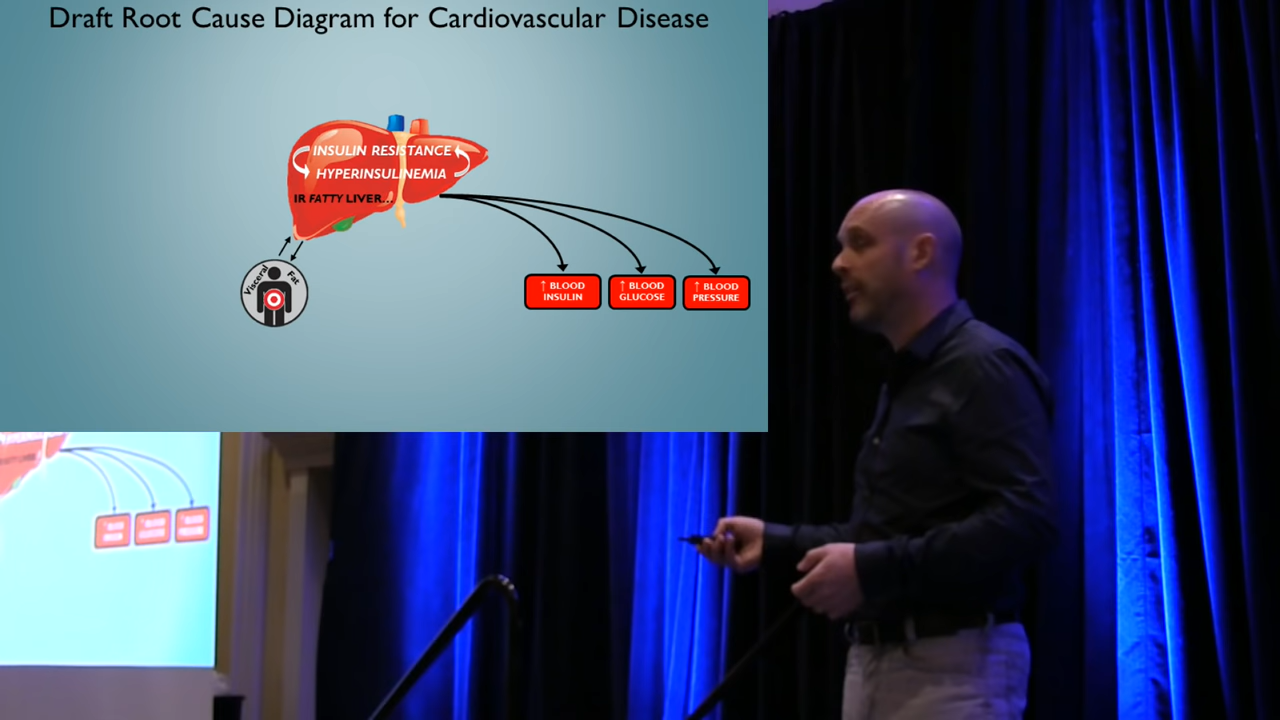 Draft Root Cause Diagram for Cardiovascular Disease
INSULIN RESISTANCE
HYPERINSULINEMIA
IR FATTY LIVER...
Visceral Fat
↑ BLOOD
INSULIN
↑ BLOOD
GLUCOSE
↑ BLOOD
PRESSURE